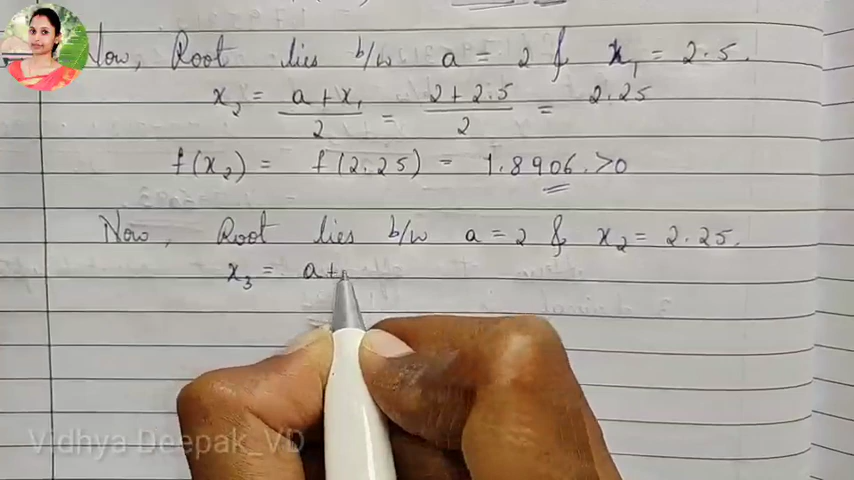 Now, Root lies b/w a = 2 & x₁ = 2.5.
x₂ = (a + x₁)/2 = (2 + 2.5)/2 = 2.25
f(x₂) = f(2.25) = 1.8906 >0
Now, Root lies b/w a = 2 & x₂ = 2.25.
x₃ = a+
Vidhya Deepak_VD